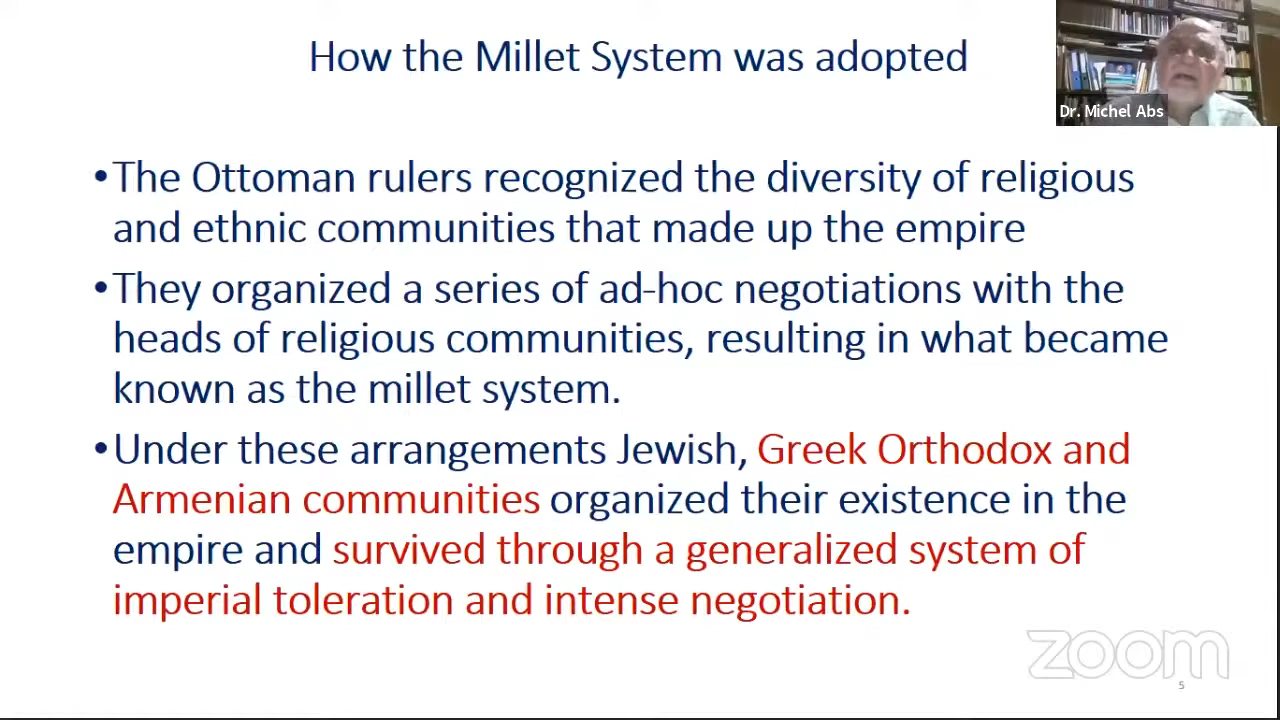 How the Millet System was adopted
Dr. Michel Abs
•The Ottoman rulers recognized the diversity of religious
and ethnic communities that made up the empire
•They organized a series of ad-hoc negotiations with the
heads of religious communities, resulting in what became
known as the millet system.
•Under these arrangements Jewish, Greek Orthodox and
Armenian communities organized their existence in the
empire and survived through a generalized system of
imperial toleration and intense negotiation.
zoom
5